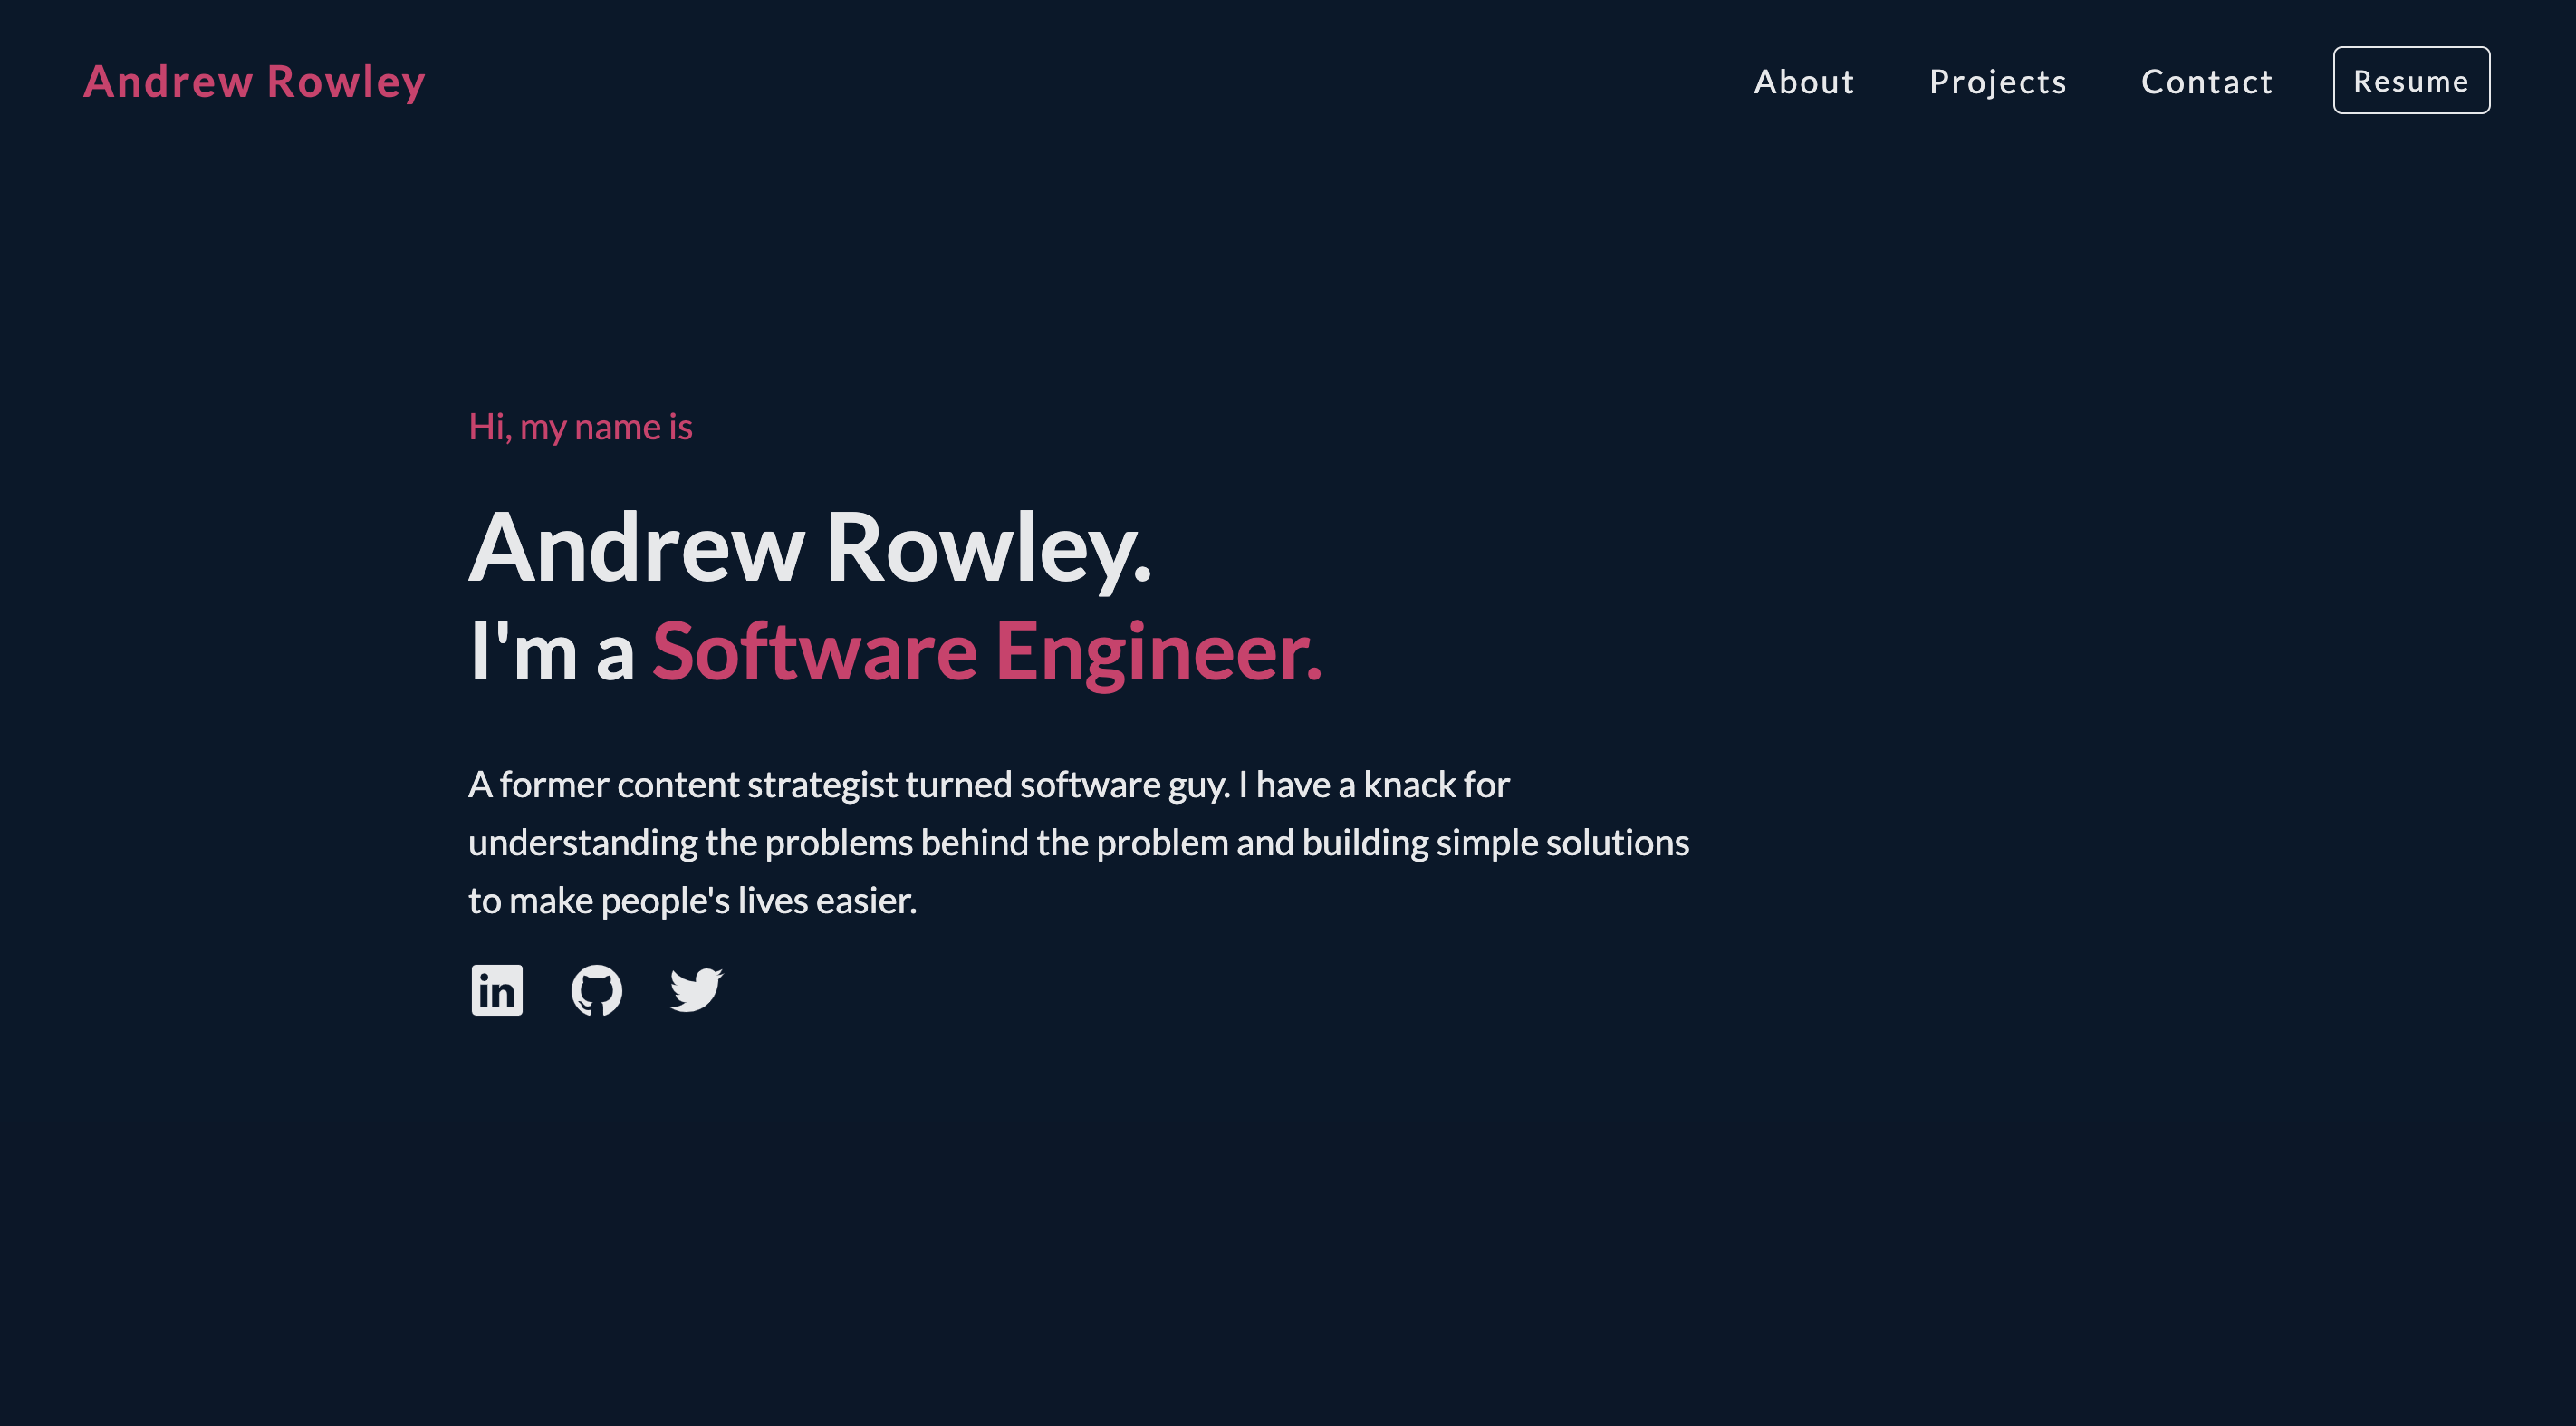 Andrew Rowley
About
Projects
Contact
Resume
Hi, my name is
Andrew Rowley.
I'm a Software Engineer.
A former content strategist turned software guy. I have a knack for
understanding the problems behind the problem and building simple solutions
to make people's lives easier.
in